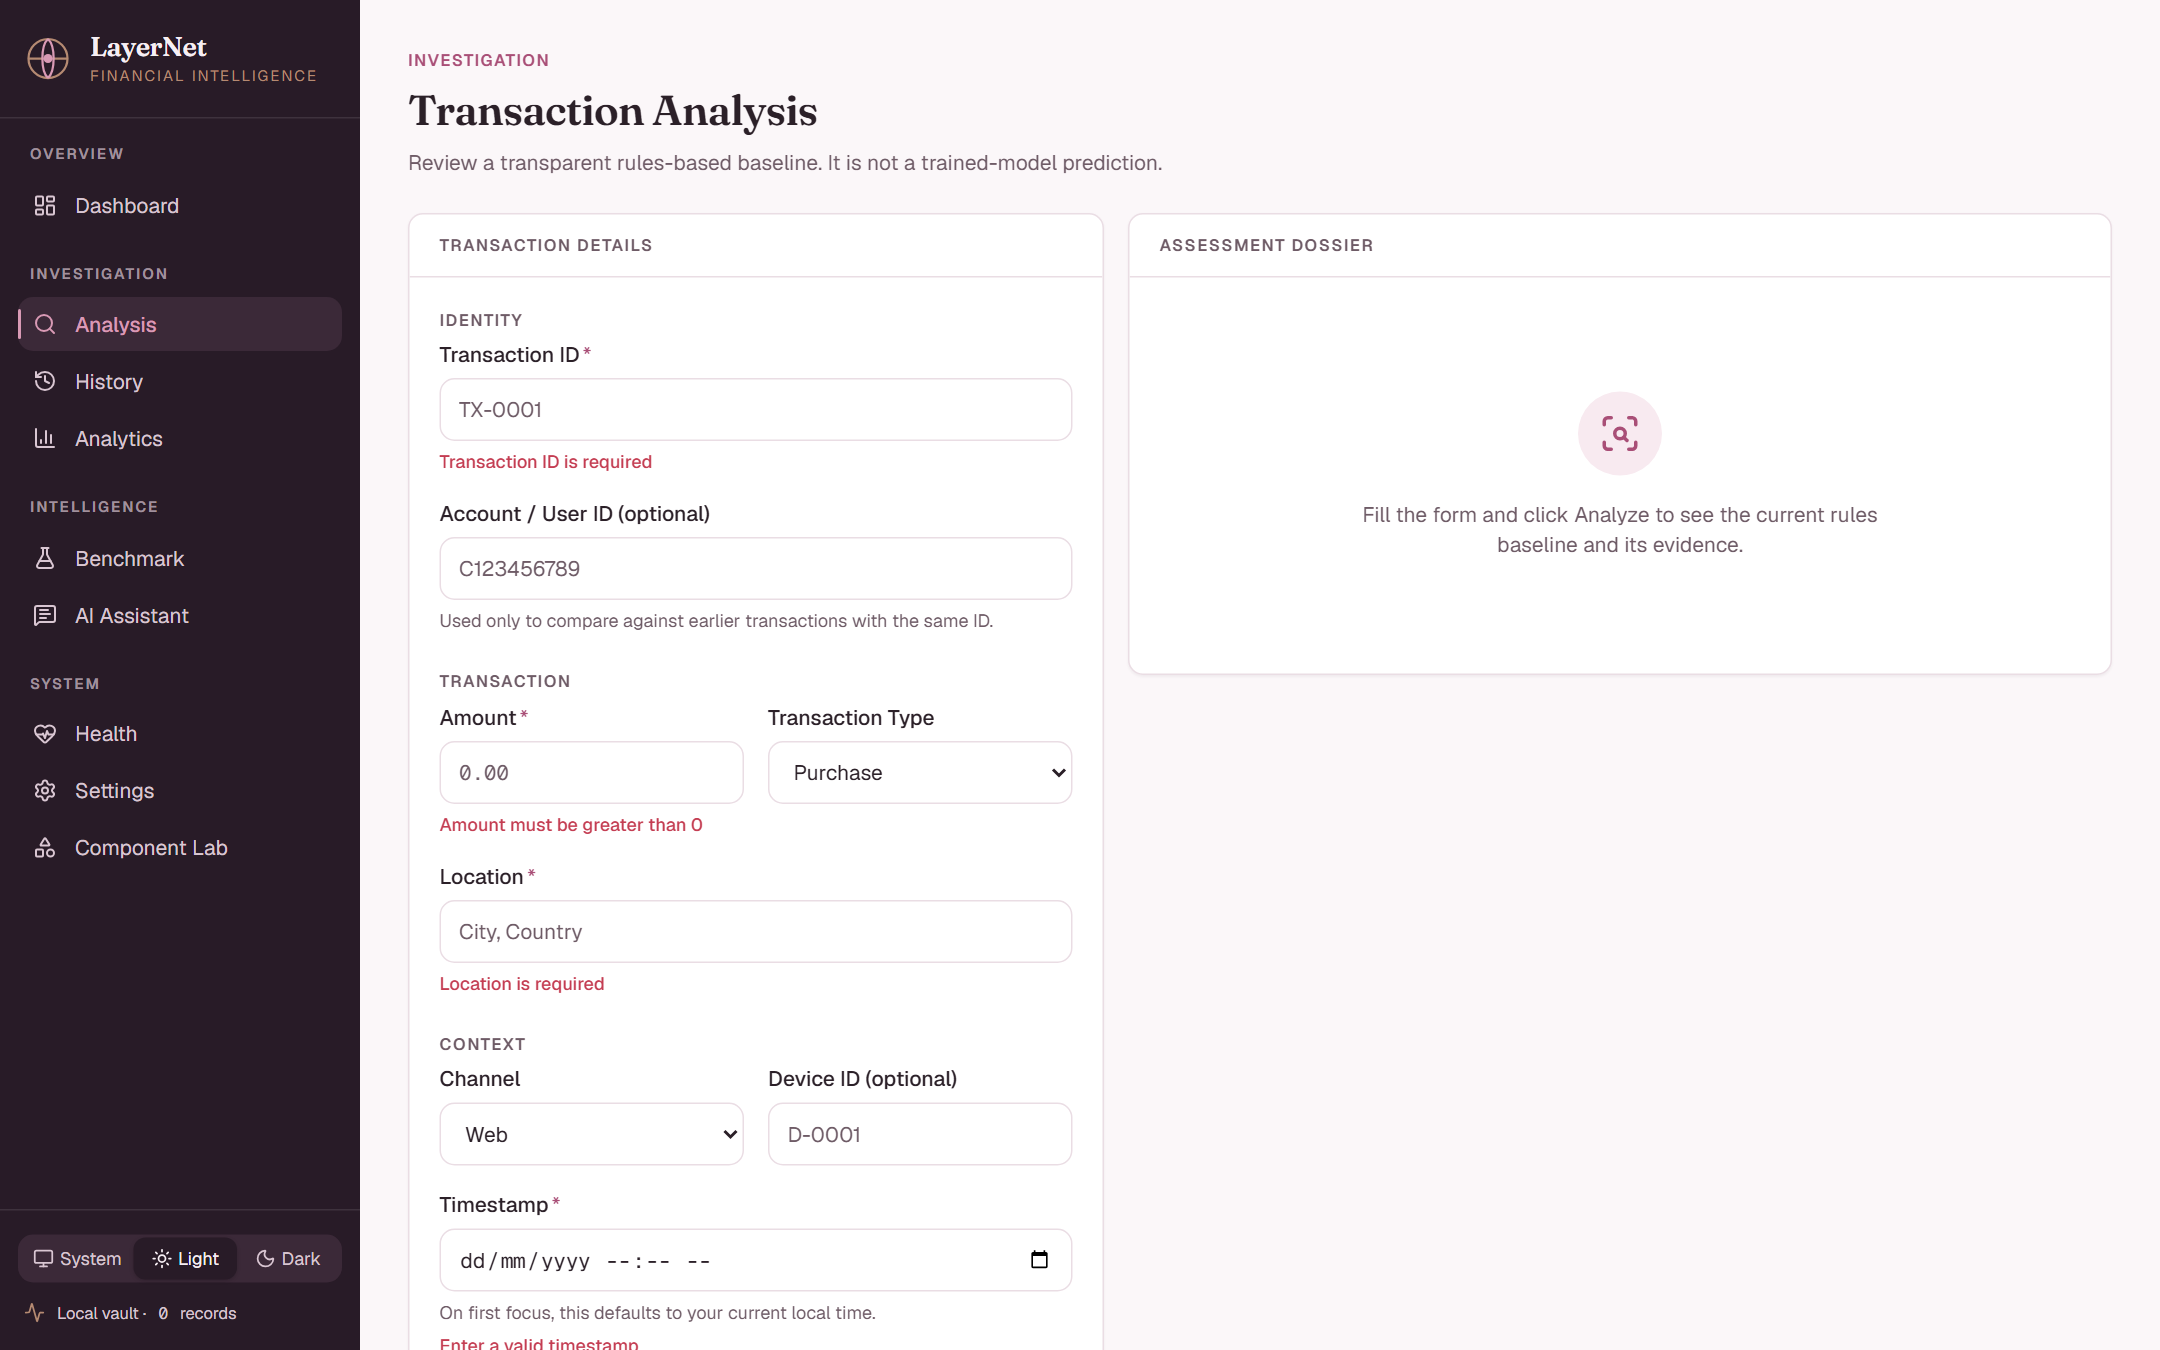 LayerNet
FINANCIAL INTELLIGENCE
OVERVIEW
Dashboard
INVESTIGATION
Analysis
History
Analytics
INTELLIGENCE
Benchmark
AI Assistant
SYSTEM
Health
Settings
Component Lab
System Light Dark
Local vault · 0 records
INVESTIGATION
Transaction Analysis
Review a transparent rules-based baseline. It is not a trained-model prediction.
TRANSACTION DETAILS
IDENTITY
Transaction ID *
TX-0001
Transaction ID is required
Account / User ID (optional)
C123456789
Used only to compare against earlier transactions with the same ID.
TRANSACTION
Amount * Transaction Type
0.00 Purchase
Amount must be greater than 0
Location *
City, Country
Location is required
CONTEXT
Channel Device ID (optional)
Web D-0001
Timestamp *
dd/mm/yyyy --:-- --
On first focus, this defaults to your current local time.
Enter a valid timestamp
ASSESSMENT DOSSIER
Fill the form and click Analyze to see the current rules
baseline and its evidence.